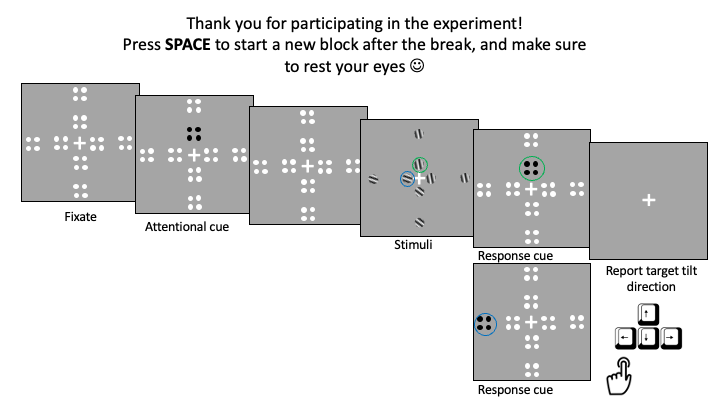 Thank you for participating in the experiment!
Press SPACE to start a new block after the break, and make sure
to rest your eyes ☺
Fixate
Attentional cue
Stimuli
Response cue
Report target tilt
direction
↑
← ↓ →
Response cue